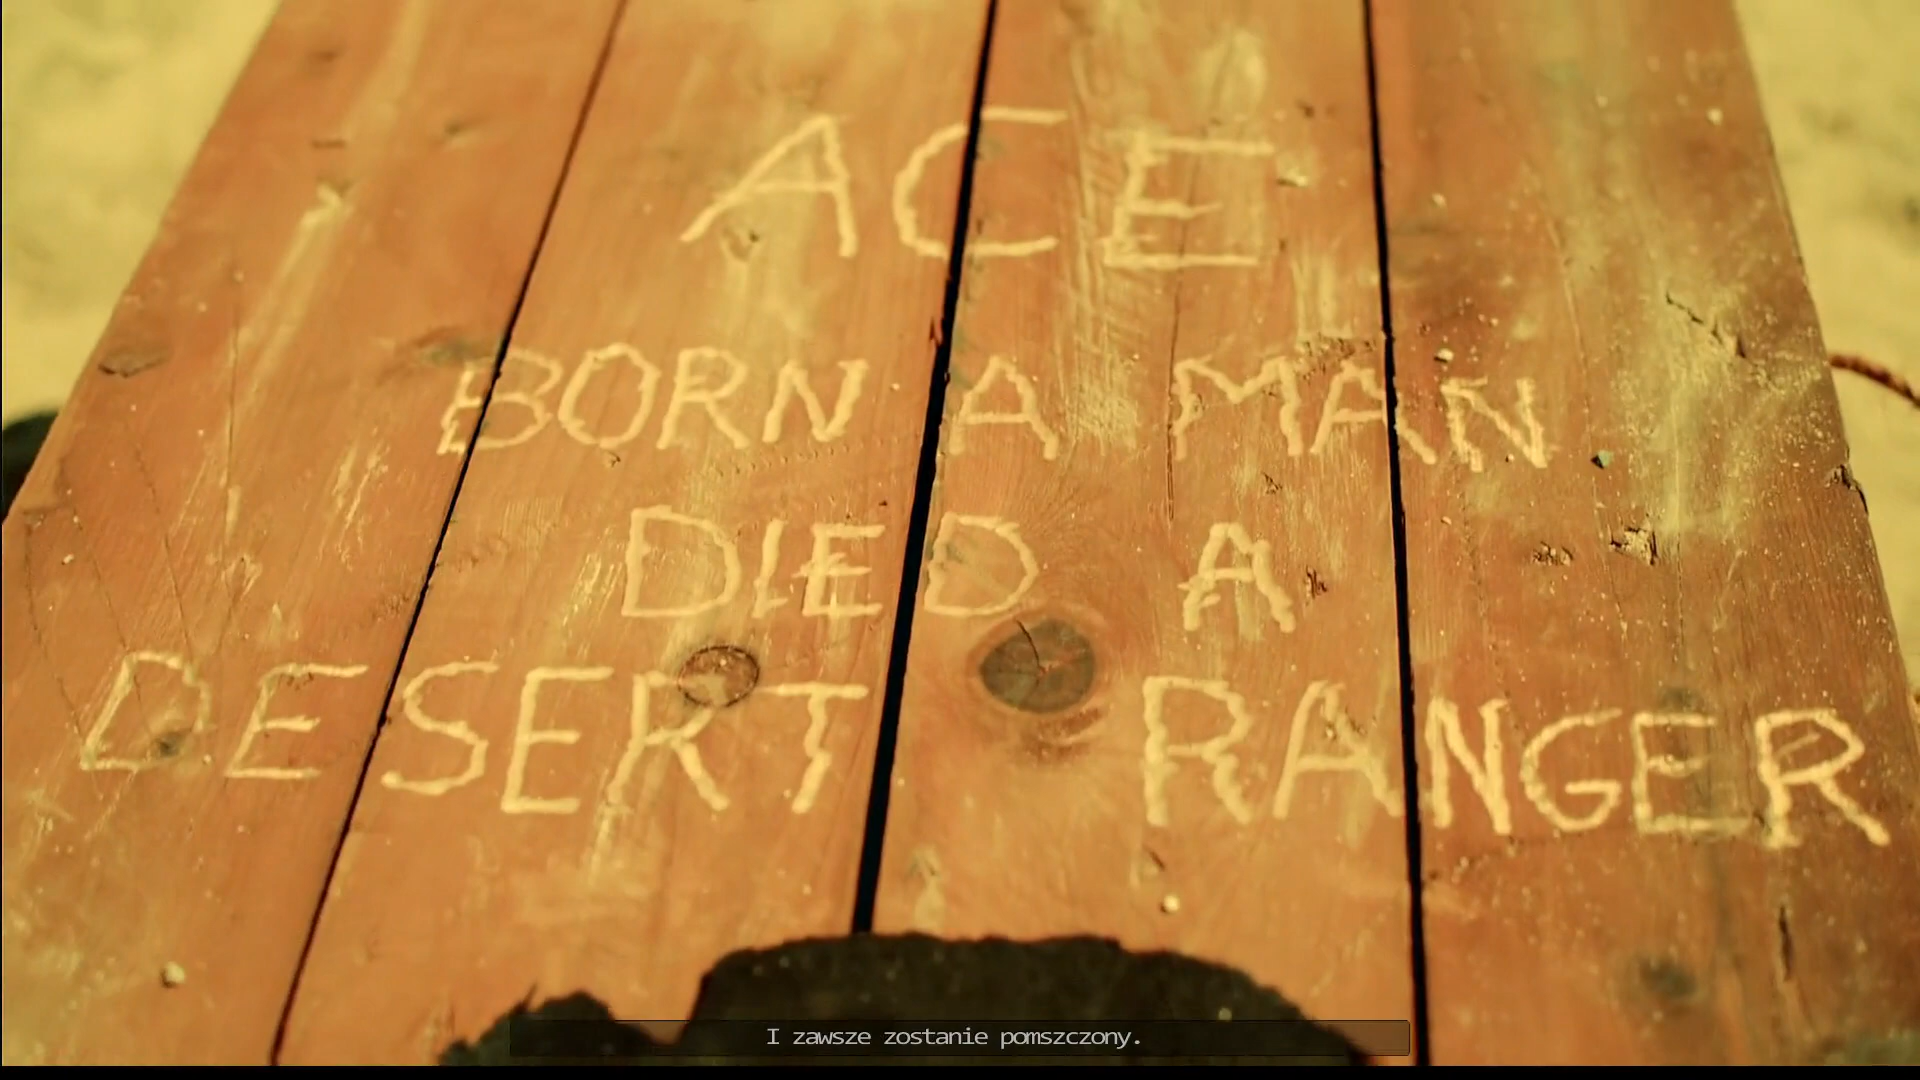 ACE
BORN A MAN
DIED A
DESERT RANGER
I zawsze zostanie pomszczony.